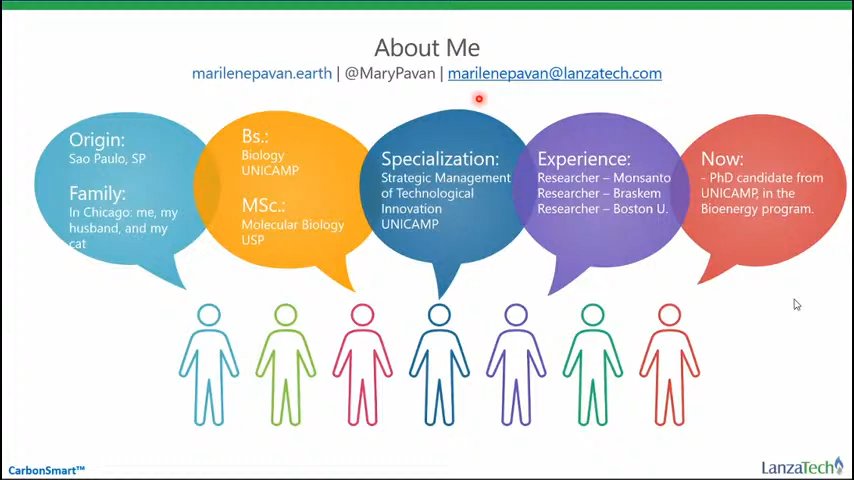 About Me
marilenepavan.earth | @MaryPavan | marilenepavan@lanzatech.com
Origin:
Sao Paulo, SP
Family:
In Chicago: me, my
husband, and my
cat
Bs.:
Biology
UNICAMP
MSc.:
Molecular Biology
USP
Specialization:
Strategic Management
of Technological
Innovation
UNICAMP
Experience:
Researcher – Monsanto
Researcher – Braskem
Researcher – Boston U.
Now:
- PhD candidate from
UNICAMP, in the
Bioenergy program.
CarbonSmart™
LanzaTech